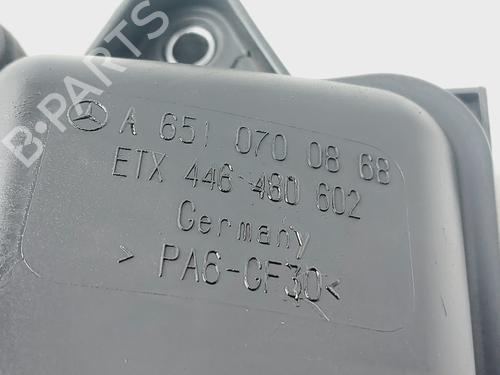 B-PARTS
A 651 070 08 68
ETX 446 480 602
Germany
> PA6-GF30<